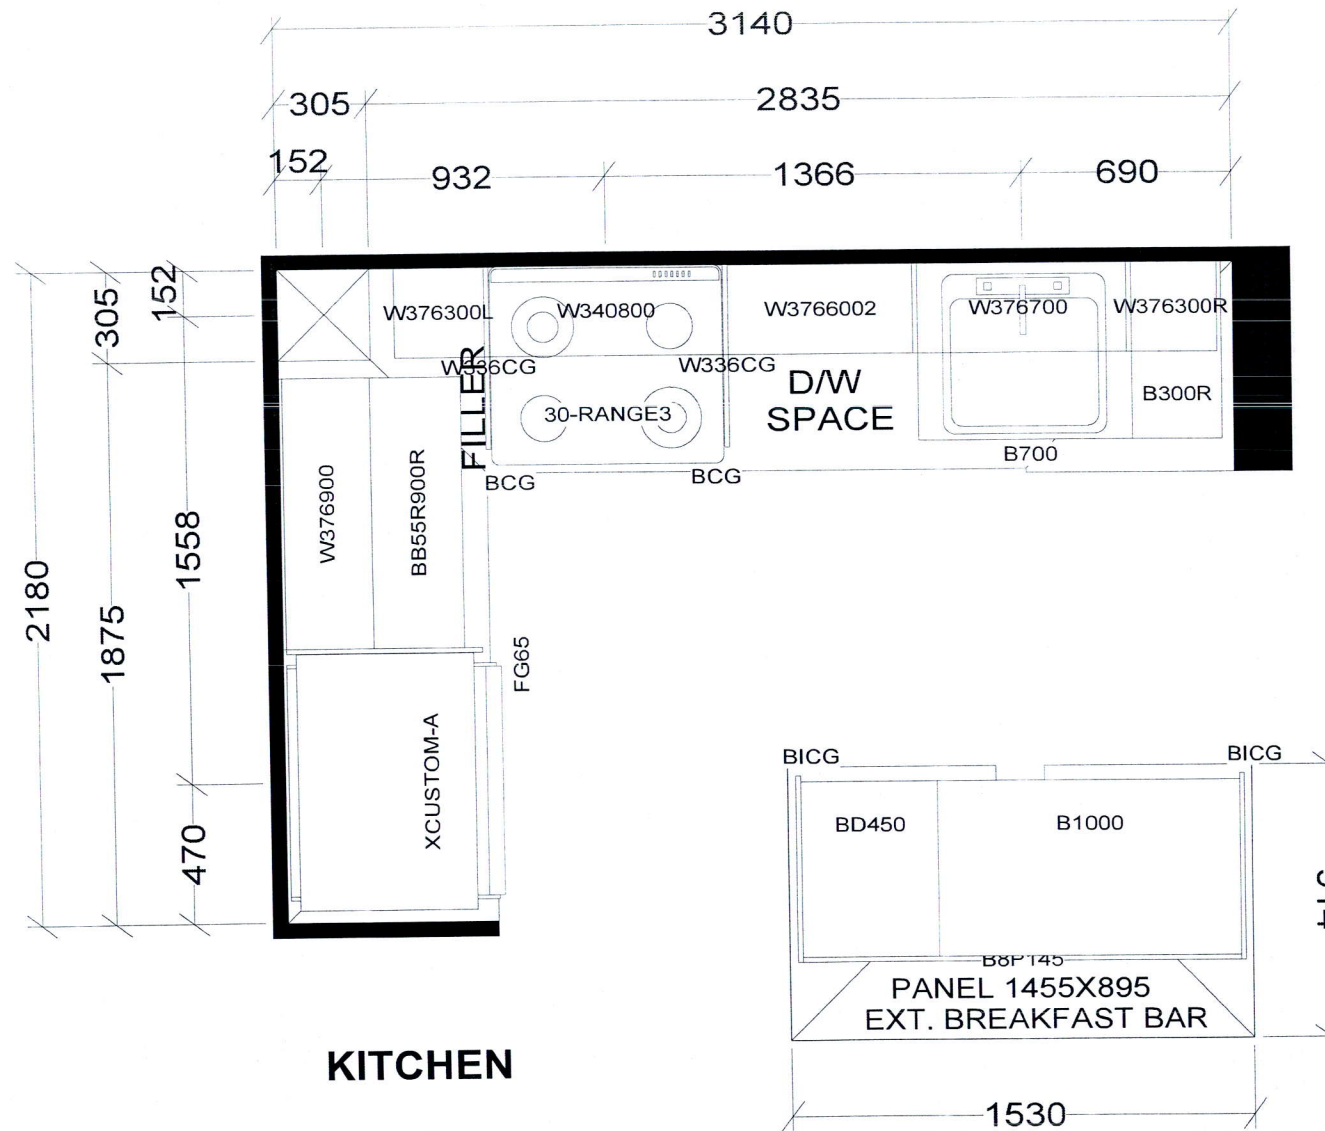 3140
305
2835
152
932
1366
690
2180
305
152
1875
1558
470
W376300L
W340800
W3766002
W376700
W376300R
W336CG
W336CG
FILLER
D/W
SPACE
30-RANGE3
B300R
B700
BCG
BCG
W376900
BB55R900R
FG65
XCUSTOM-A
BICG
BICG
BD450
B1000
B8P145
PANEL 1455X895
EXT. BREAKFAST BAR
KITCHEN
1530